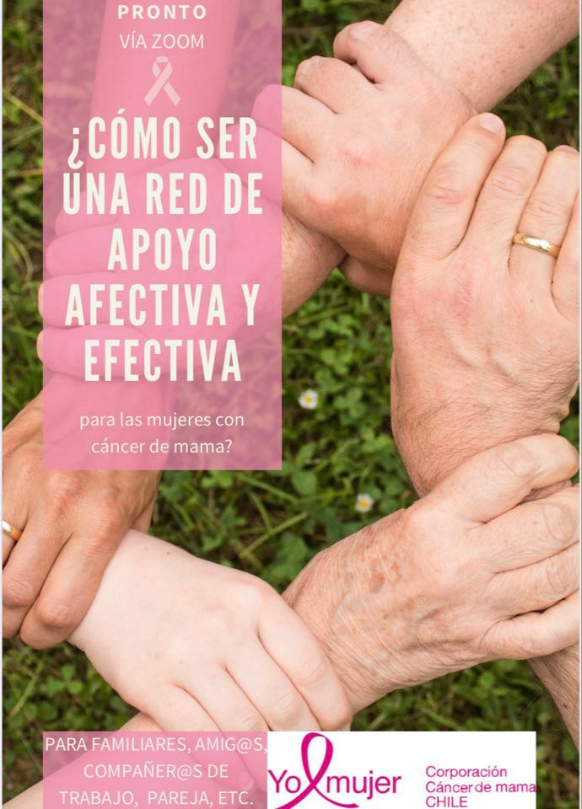 PRONTO
VÍA ZOOM
¿CÓMO SER
UNA RED DE
APOYO
AFECTIVA Y
EFECTIVA
para las mujeres con
cáncer de mama?
PARA FAMILIARES, AMIG@S,
COMPAÑER@S DE
TRABAJO, PAREJA, ETC.
Yo mujer
Corporación
Cáncer de mama
CHILE